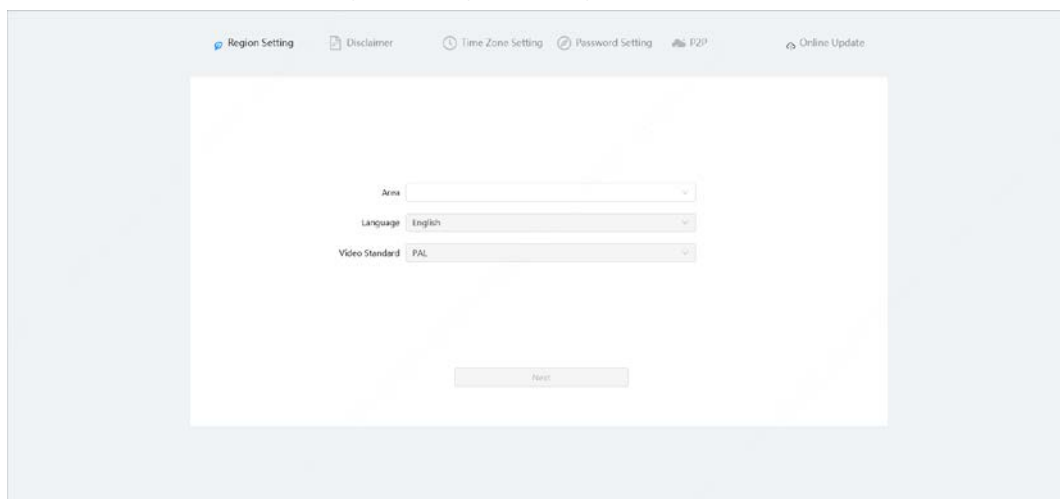 Region Setting Disclaimer Time Zone Setting Password Setting P2P Online Update
Area
Language English
Video Standard PAL
Next